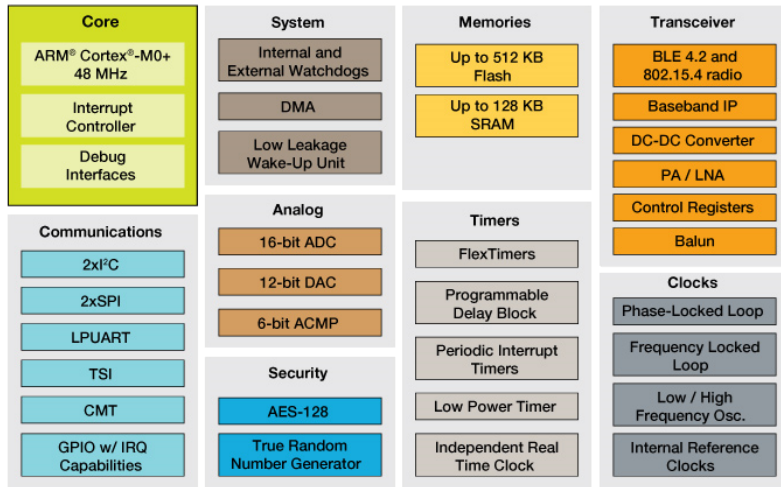 Core
ARM® Cortex®-M0+
48 MHz
Interrupt
Controller
Debug
Interfaces
System
Internal and
External Watchdogs
DMA
Low Leakage
Wake-Up Unit
Memories
Up to 512 KB
Flash
Up to 128 KB
SRAM
Transceiver
BLE 4.2 and
802.15.4 radio
Baseband IP
DC-DC Converter
PA / LNA
Control Registers
Balun
Communications
2xI²C
2xSPI
LPUART
TSI
CMT
GPIO w/ IRQ
Capabilities
Analog
16-bit ADC
12-bit DAC
6-bit ACMP
Security
AES-128
True Random
Number Generator
Timers
FlexTimers
Programmable
Delay Block
Periodic Interrupt
Timers
Low Power Timer
Independent Real
Time Clock
Clocks
Phase-Locked Loop
Frequency Locked
Loop
Low / High
Frequency Osc.
Internal Reference
Clocks